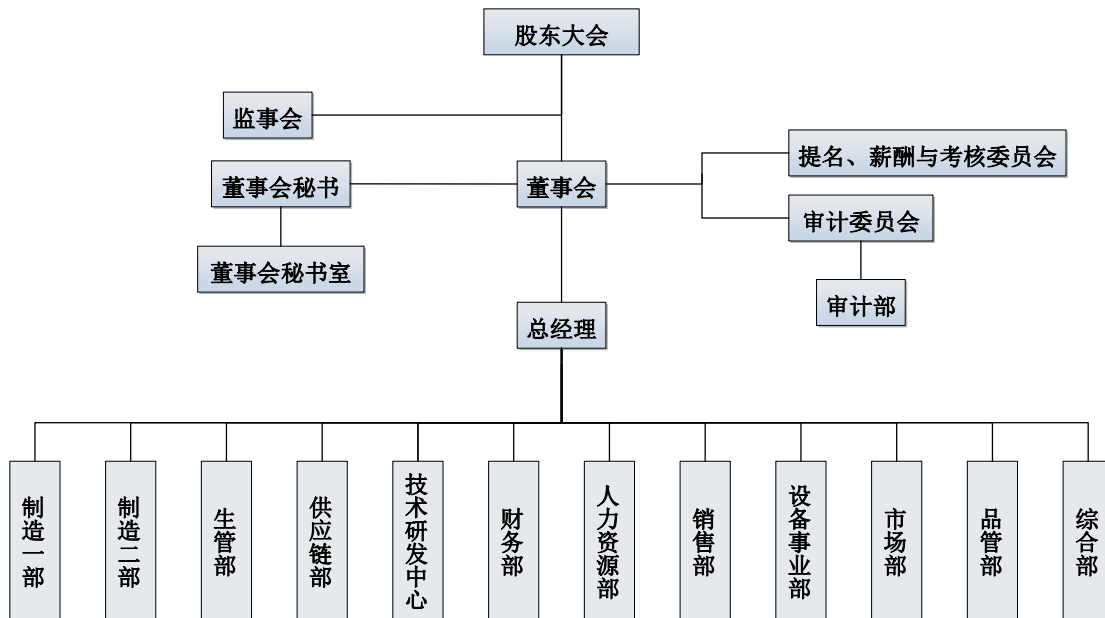 股东大会
监事会
提名、薪酬与考核委员会
董事会秘书
董事会
审计委员会
董事会秘书室
审计部
总经理
制造一部
制造二部
生管部
供应链部
技术研发中心
财务部
人力资源部
销售部
设备事业部
市场部
品管部
综合部